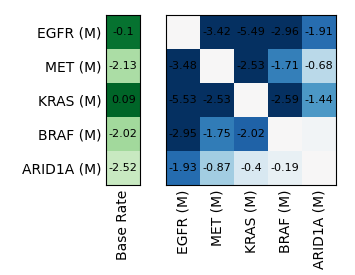 EGFR (M) -0.1 -3.42 -5.49 -2.96 -1.91
MET (M) -2.13 -3.48 -2.53 -1.71 -0.68
KRAS (M) 0.09 -5.53 -2.53 -2.59 -1.44
BRAF (M) -2.02 -2.95 -1.75 -2.02
ARID1A (M) -2.52 -1.93 -0.87 -0.4 -0.19
Base Rate
EGFR (M)
MET (M)
KRAS (M)
BRAF (M)
ARID1A (M)